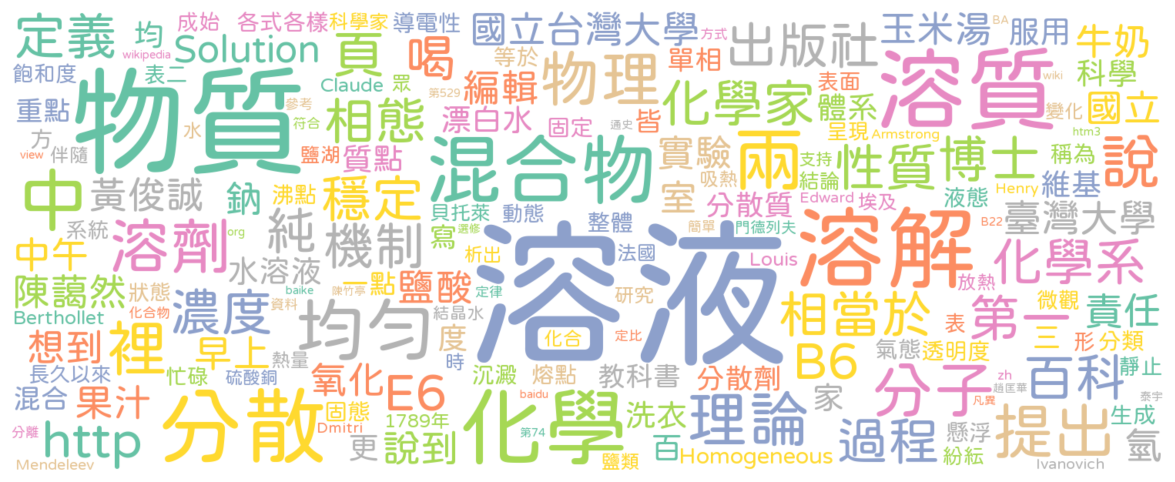 定義
均
成始
各式各樣
科學家
導電性
國立台灣大學
方式
BA
玉米湯
服用
牛奶
wikipedia
Solution
頁
喝
等於
出版社
溶質
科學
飽和度
表二
Claude
眾
第529
編輯
物理
單相
化學家
表面
體系
wiki
重點
物質
參考
相態
漂白水
固定
通史
皆
呈現
Armstrong
變化
國立
htm3
方
水
符合
view
伴隨
鹽湖
質點
混合物
實驗
室
兩
支持
結論
性質
博士
稱為
說
吸熱
Henry
維基
中
黃俊誠
鈉
沸點
穩定
貝托萊
動態
分散質
Edward
埃及
液態
系統
org
溶劑
純
機制
寫
選修
整體
簡單
門德列夫
溶解
B22
臺灣大學
中午
水溶液
析出
法國
溶液
Louis
放熱
化學系
陳藹然
狀態
baike
陳竹亭
一點
鹽酸
定律
研究
微觀
Berthollet
化合物
資料
濃度
均勻
結晶水
化合
定比
相當於
第一
責任
想到
裡
早上
熱量
度
時
表
三
形
分類
長久以來
忙碌
硫酸銅
氧化
沉澱
熔點
教科書
B6
氣態
透明度
靜止
混合
果汁
E6
baidu
分散劑
家
分子
zh
趙匡華
百科
凡異
泰宇
分離
http
分散
固態
Dmitri
1789年
化學
第74
洗衣
理論
過程
懸浮
提出
生成
氫
Mendeleev
更
說到
鹽類
百
Homogeneous
紛紜
Ivanovich